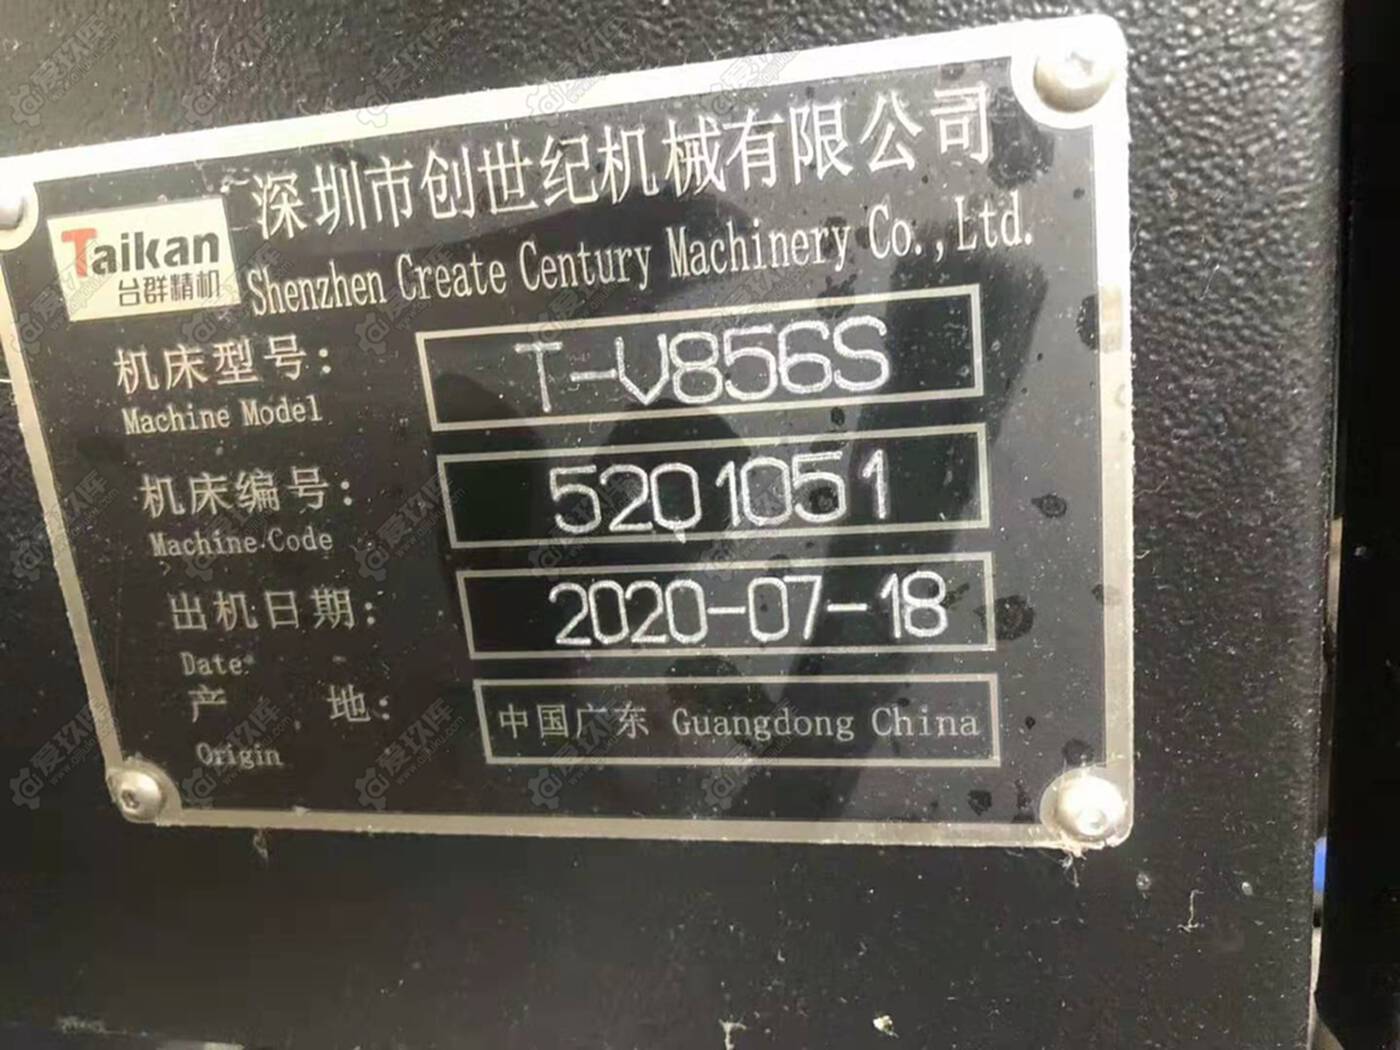 深圳市创世纪机械有限公司
Taikan
台群精机
Shenzhen Create Century Machinery Co.,Ltd.
机床型号: T-V856S
Machine Model
机床编号: 52Q1051
Machine Code
出机日期: 2020-07-18
Date
产 地: 中国广东 Guangdong China
Origin